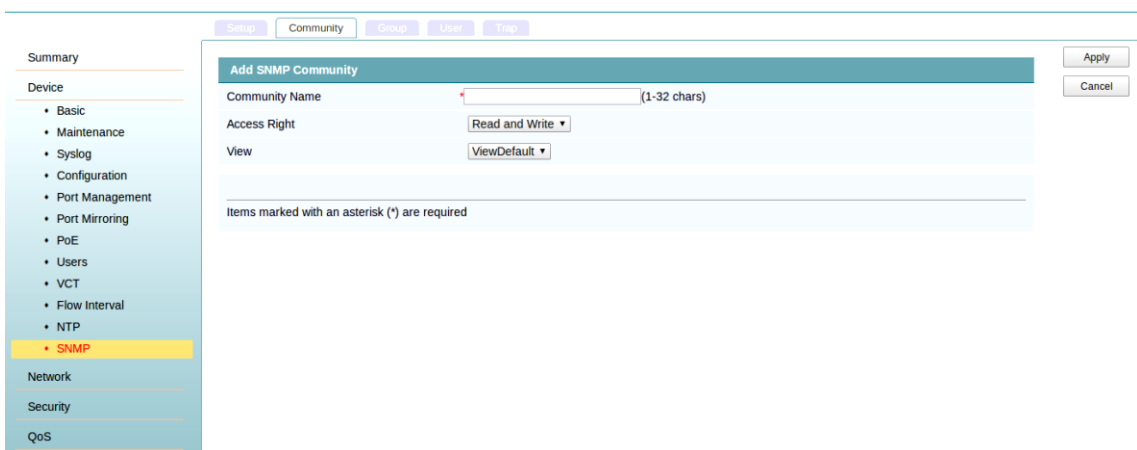 Setup Community Group User Trap
Summary
Device
Basic
Maintenance
Syslog
Configuration
Port Management
Port Mirroring
PoE
Users
VCT
Flow Interval
NTP
SNMP
Network
Security
QoS
Add SNMP Community
Community Name * (1-32 chars)
Access Right Read and Write
View ViewDefault
Items marked with an asterisk (*) are required
Apply
Cancel